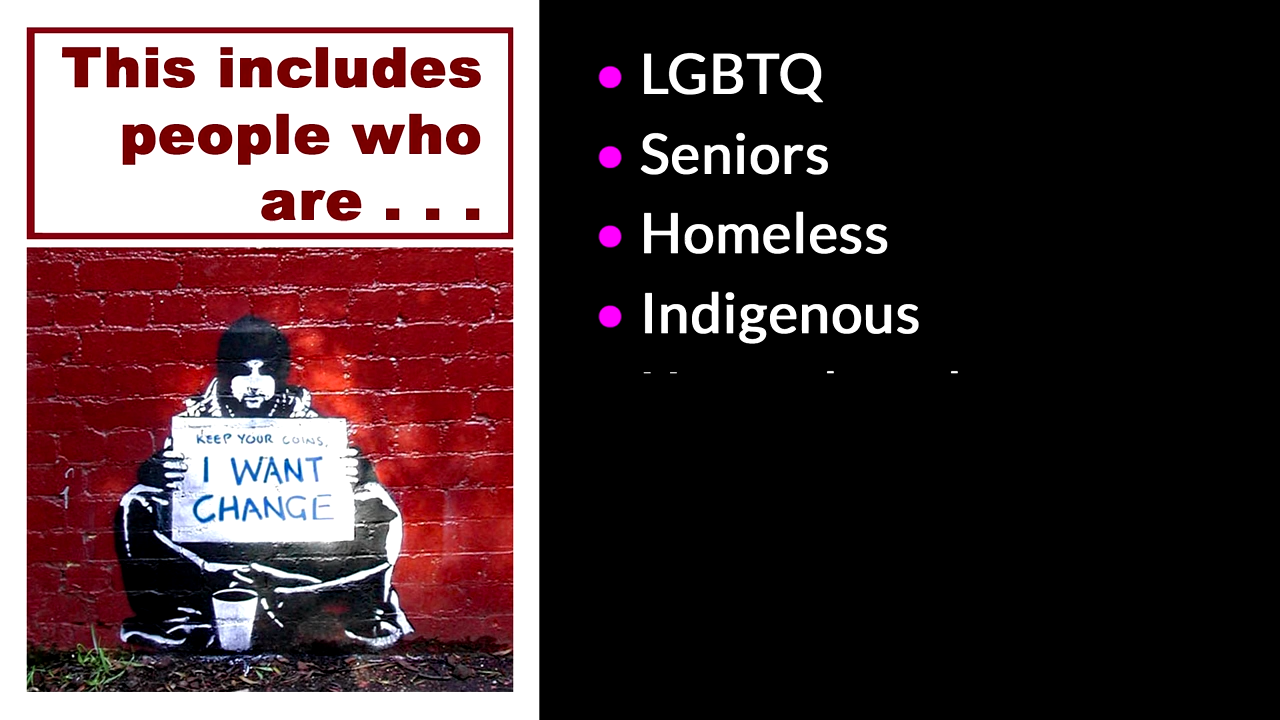 This includes
people who
are . . .
• LGBTQ
• Seniors
• Homeless
• Indigenous
KEEP YOUR COINS,
I WANT
CHANGE